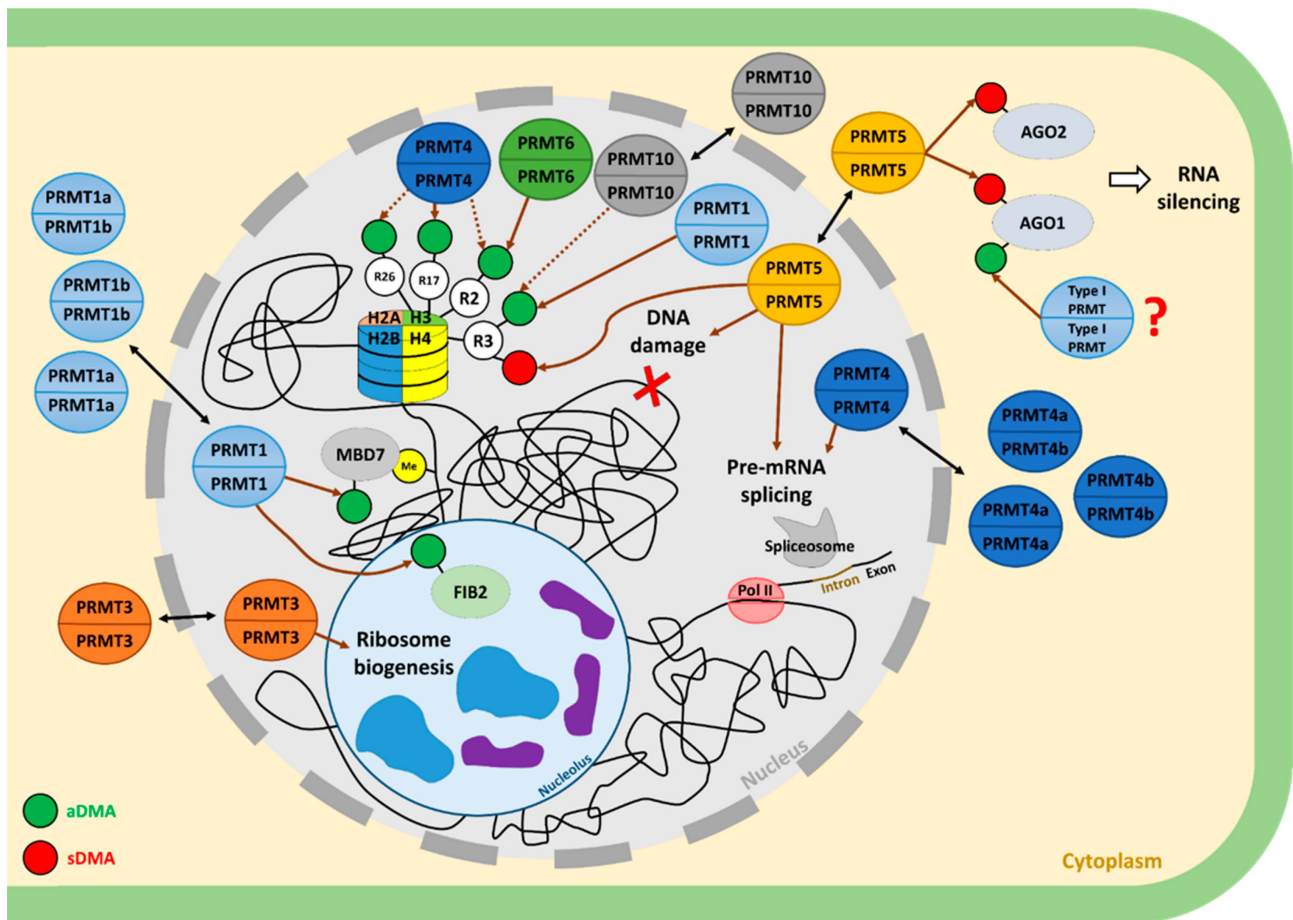 PRMT10
PRMT10
PRMT5
PRMT5
AGO2
AGO1
RNA
silencing
Type I
PRMT
Type I
PRMT
?
PRMT4
PRMT4
PRMT6
PRMT6
PRMT10
PRMT10
PRMT1
PRMT1
PRMT5
PRMT5
PRMT1a
PRMT1b
PRMT1b
PRMT1b
PRMT1a
PRMT1a
R26
R17
R2
R3
H2A H3
H2B H4
DNA
damage
PRMT4
PRMT4
PRMT4a
PRMT4b
PRMT4b
PRMT4b
PRMT4a
PRMT4a
PRMT1
PRMT1
MBD7
Me
Pre-mRNA
splicing
Spliceosome
Pol II
Intron
Exon
FIB2
PRMT3
PRMT3
PRMT3
PRMT3
Ribosome
biogenesis
Nucleolus
Nucleus
aDMA
sDMA
Cytoplasm